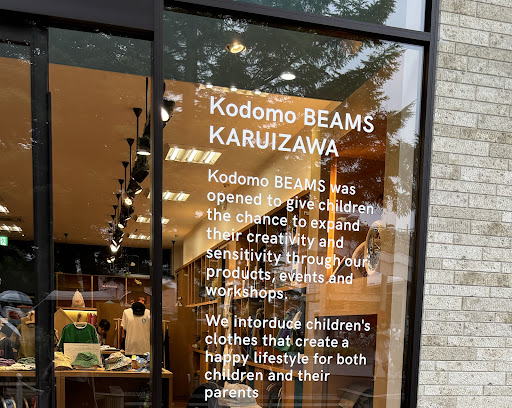 Kodomo BEAMS
KARUIZAWA
Kodomo BEAMS was
opened to give children
the chance to expand
their creativity and
sensitivity through our
products, events and
workshops.
We intorduce children's
clothes that create a
happy lifestyle for both
children and their
parents